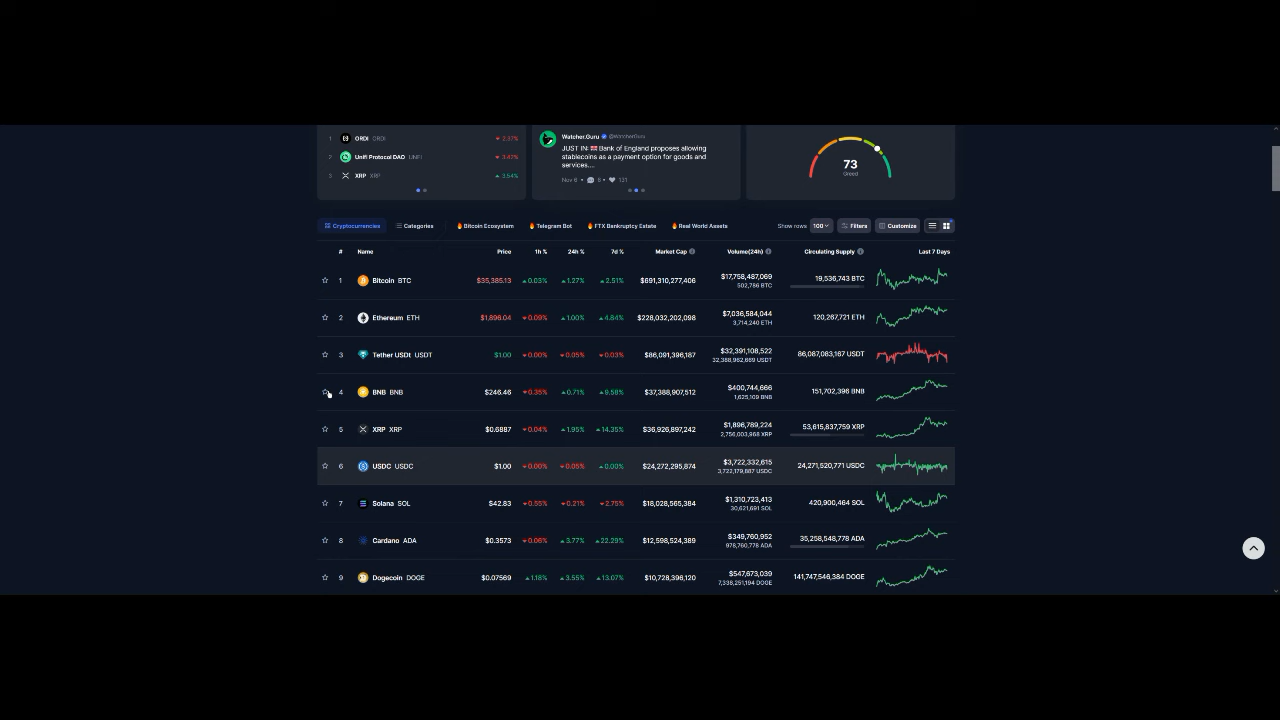 1 ORDI ORDI 2.37%
2 Unifi Protocol DAO UNFI 3.82%
3 XRP XRP 3.54%
Watcher.Guru @WatcherGuru
JUST IN: 🇬🇧 Bank of England proposes allowing
stablecoins as a payment option for goods and
services...
Nov 6 • 6 • 131
73
Greed
Cryptocurrencies Categories Bitcoin Ecosystem Telegram Bot FTX Bankruptcy Estate Real World Assets Show rows 100 Filters Customize
# Name Price 1h % 24h % 7d % Market Cap Volume(24h) Circulating Supply Last 7 Days
1 Bitcoin BTC $35,385.13 0.03% 1.27% 2.51% $691,310,277,406 $17,758,487,069 19,536,743 BTC
502,786 BTC
2 Ethereum ETH $1,896.04 0.09% 1.00% 4.84% $228,032,202,098 $7,036,584,044 120,267,721 ETH
3,714,240 ETH
3 Tether USDt USDT $1.00 0.00% 0.05% 0.03% $86,091,396,187 $32,391,108,522 86,087,083,167 USDT
32,388,962,669 USDT
4 BNB BNB $246.46 0.35% 0.71% 9.58% $37,388,907,512 $400,744,666 151,702,396 BNB
1,625,109 BNB
5 XRP XRP $0.6887 0.04% 1.95% 14.35% $36,926,897,242 $1,896,789,224 53,615,837,759 XRP
2,756,003,968 XRP
6 USDC USDC $1.00 0.00% 0.05% 0.00% $24,272,295,874 $3,722,332,615 24,271,520,771 USDC
3,722,179,887 USDC
7 Solana SOL $42.83 0.55% 0.21% 2.75% $18,028,565,384 $1,310,723,413 420,900,464 SOL
30,621,691 SOL
8 Cardano ADA $0.3573 0.06% 3.77% 22.29% $12,598,524,389 $349,760,952 35,258,548,778 ADA
978,760,778 ADA
9 Dogecoin DOGE $0.07569 1.18% 3.55% 13.07% $10,728,396,120 $547,673,039 141,747,546,384 DOGE
7,338,251,194 DOGE